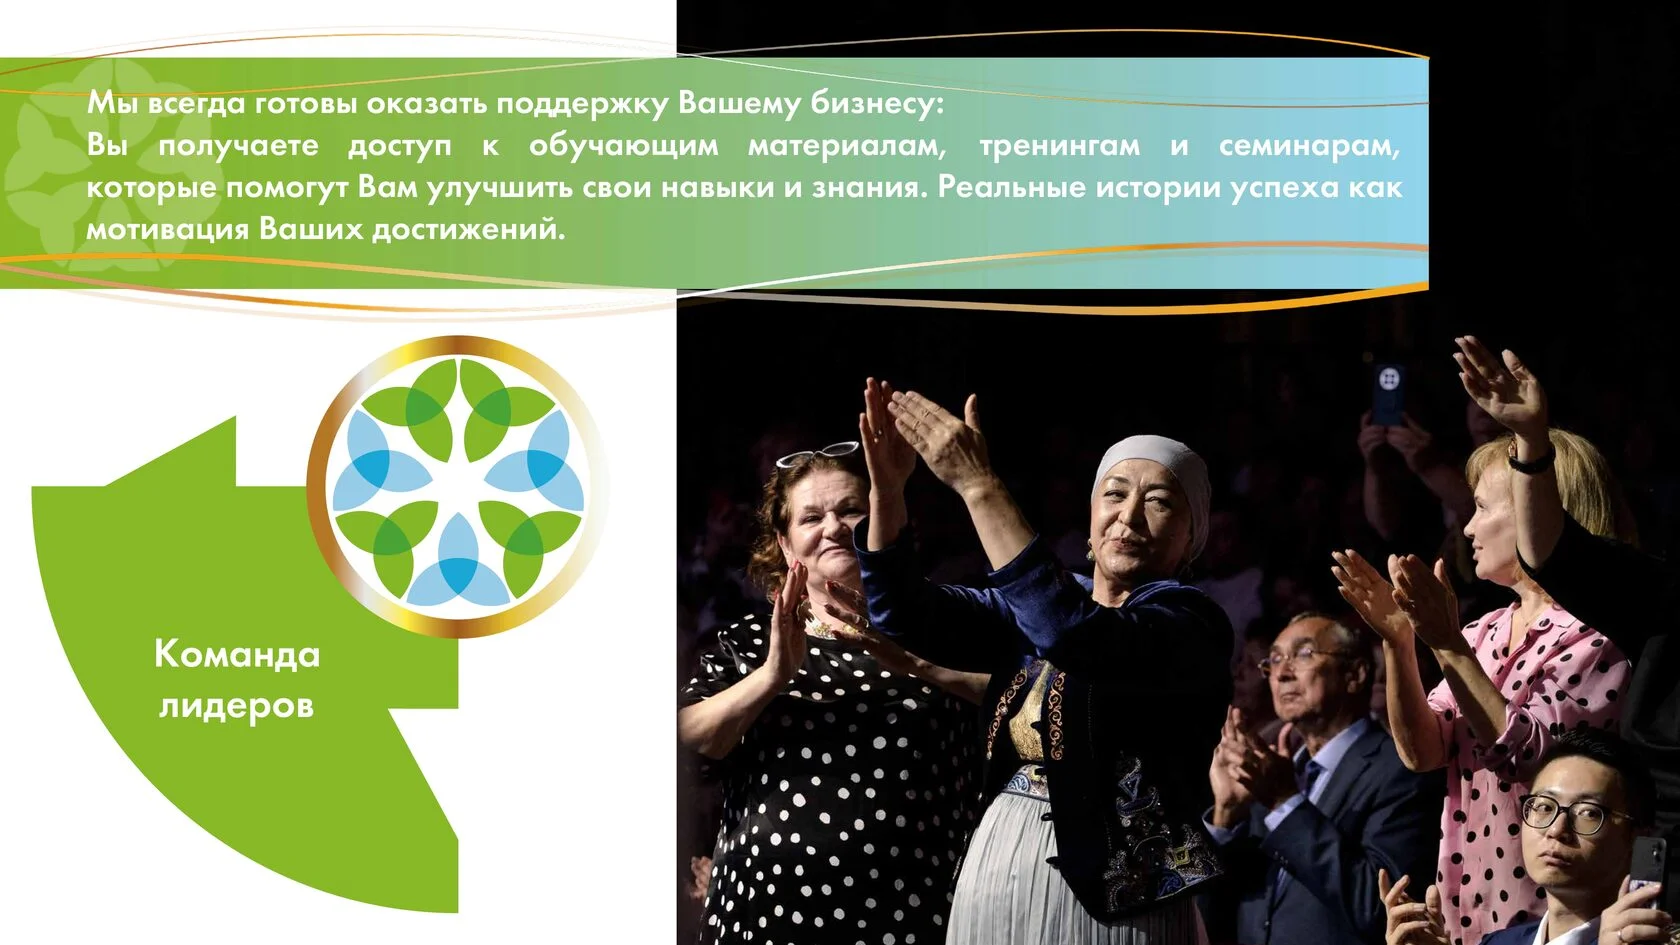 Мы всегда готовы оказать поддержку Вашему бизнесу:
Вы получаете доступ к обучающим материалам, тренингам и семинарам,
которые помогут Вам улучшить свои навыки и знания. Реальные истории успеха как
мотивация Ваших достижений.
Команда
лидеров